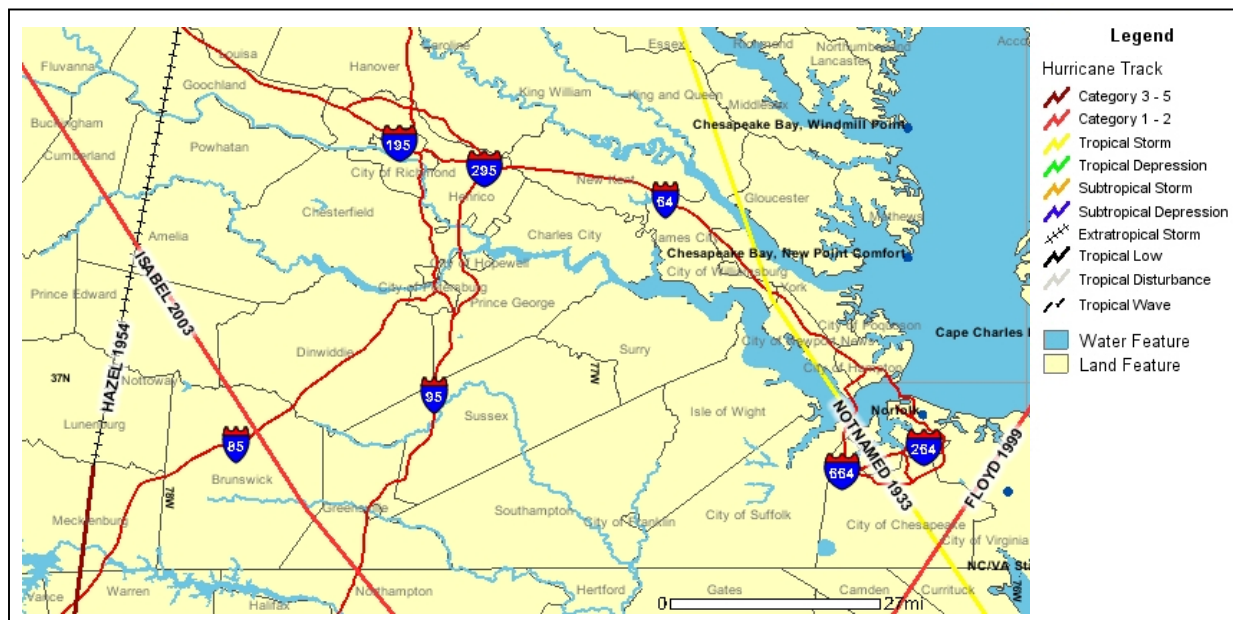 Louisa
Caroline
Essex
Richmond
Northumberland
Lancaster
Fluvanna
Goochland
Hanover
King William
King and Queen
Middlesex
Chesapeake Bay, Windmill Point
Buckingham
Cumberland
Powhatan
195
City of Richmond
295
New Kent
64
Gloucester
Henrico
Chesterfield
Charles City
James City
Mathews
Amelia
Chesapeake Bay, New Point Comfort
City of Hopewell
City of Williamsburg
York
City of Petersburg
Prince George
Prince Edward
ISABEL 2003
City of Poquoson
Cape Charles
City of Newport News
Surry
Dinwiddie
City of Hampton
37N
Nottoway
77W
HAZEL 1954
95
Sussex
Isle of Wight
Norfolk
Lunenburg
85
NOTNAMED 1933
264
664
FLOYD 1999
Brunswick
78W
Greensville
Southampton
City of Franklin
City of Suffolk
City of Chesapeake
Mecklenburg
City of Virginia
NC/VA
76W
Vance
Warren
Halifax
Northampton
Hertford
Gates
Camden
Currituck
0
27mi
Legend
Hurricane Track
Category 3 - 5
Category 1 - 2
Tropical Storm
Tropical Depression
Subtropical Storm
Subtropical Depression
Extratropical Storm
Tropical Low
Tropical Disturbance
Tropical Wave
Water Feature
Land Feature